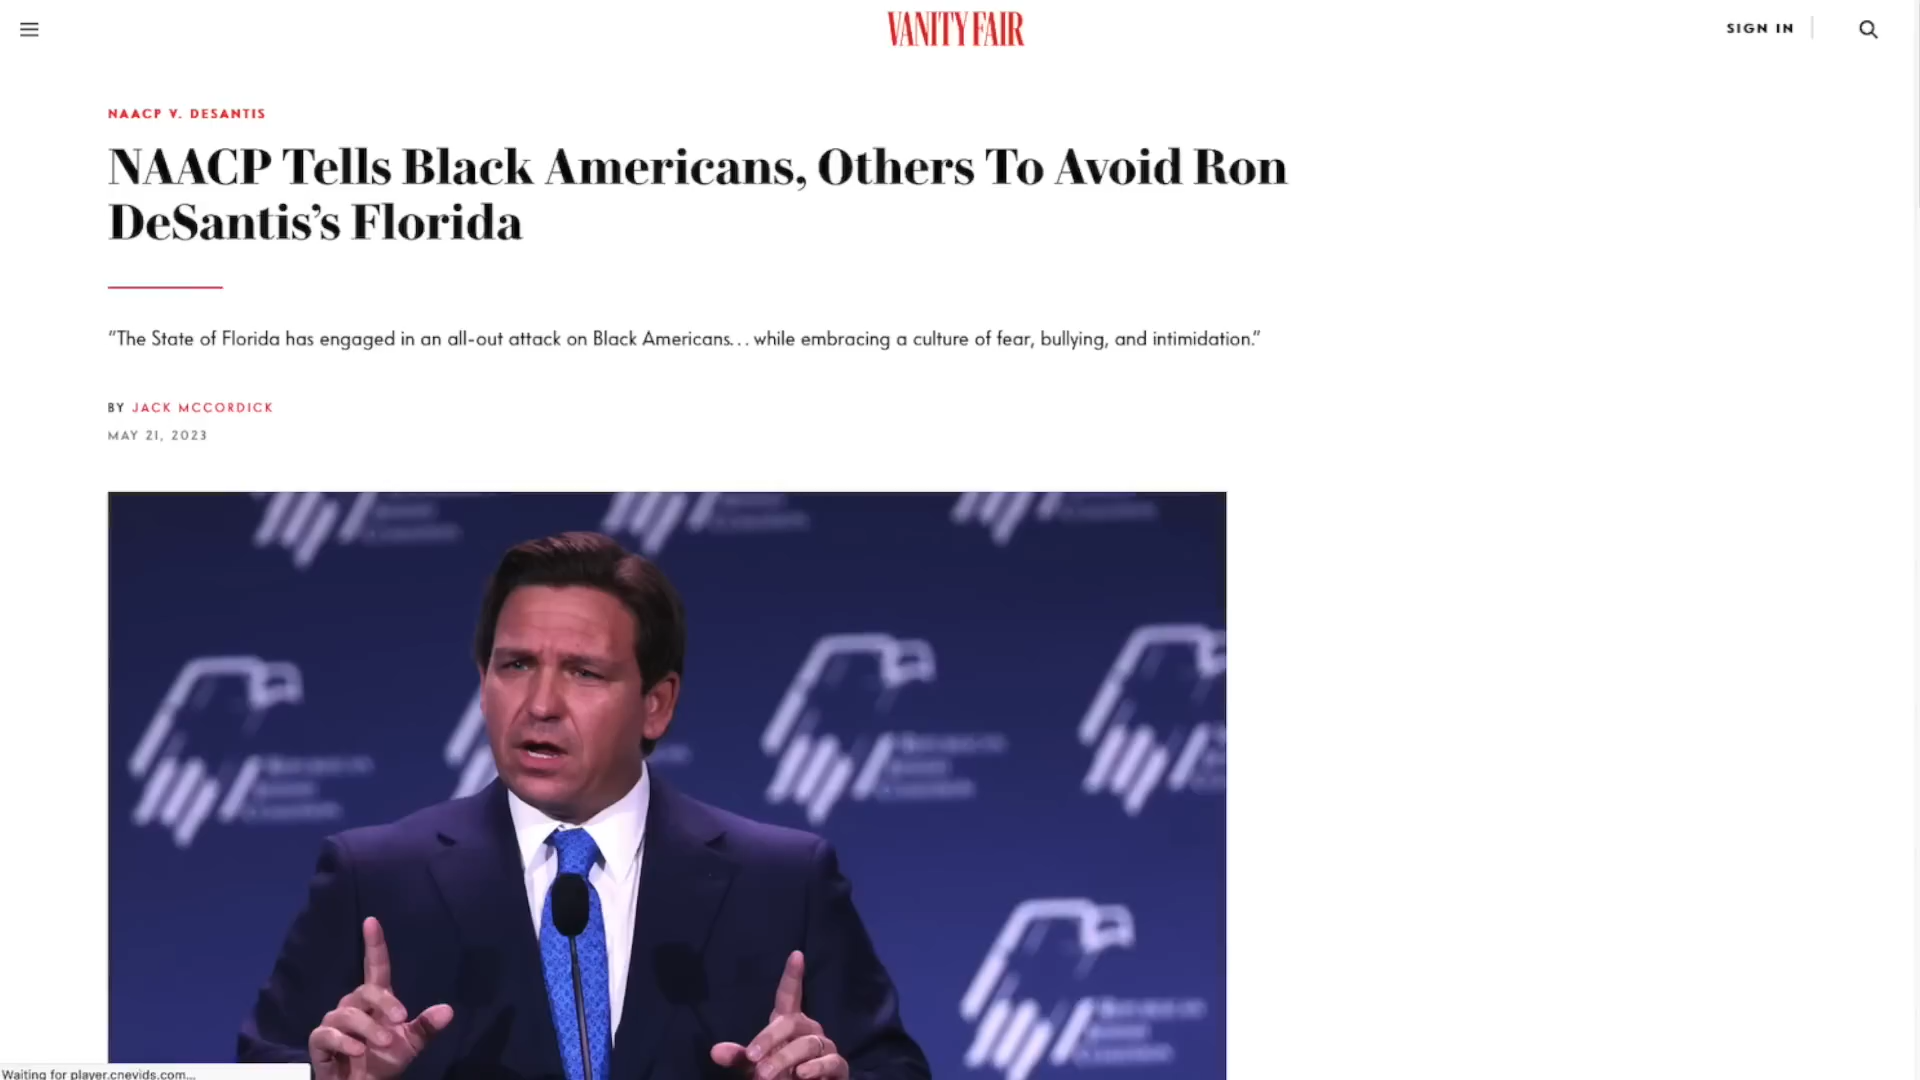 VANITY FAIR
SIGN IN
NAACP V. DESANTIS
NAACP Tells Black Americans, Others To Avoid Ron
DeSantis’s Florida
“The State of Florida has engaged in an all-out attack on Black Americans… while embracing a culture of fear, bullying, and intimidation.”
BY JACK MCCORDICK
MAY 21, 2023
Waiting for player.cnevids.com...